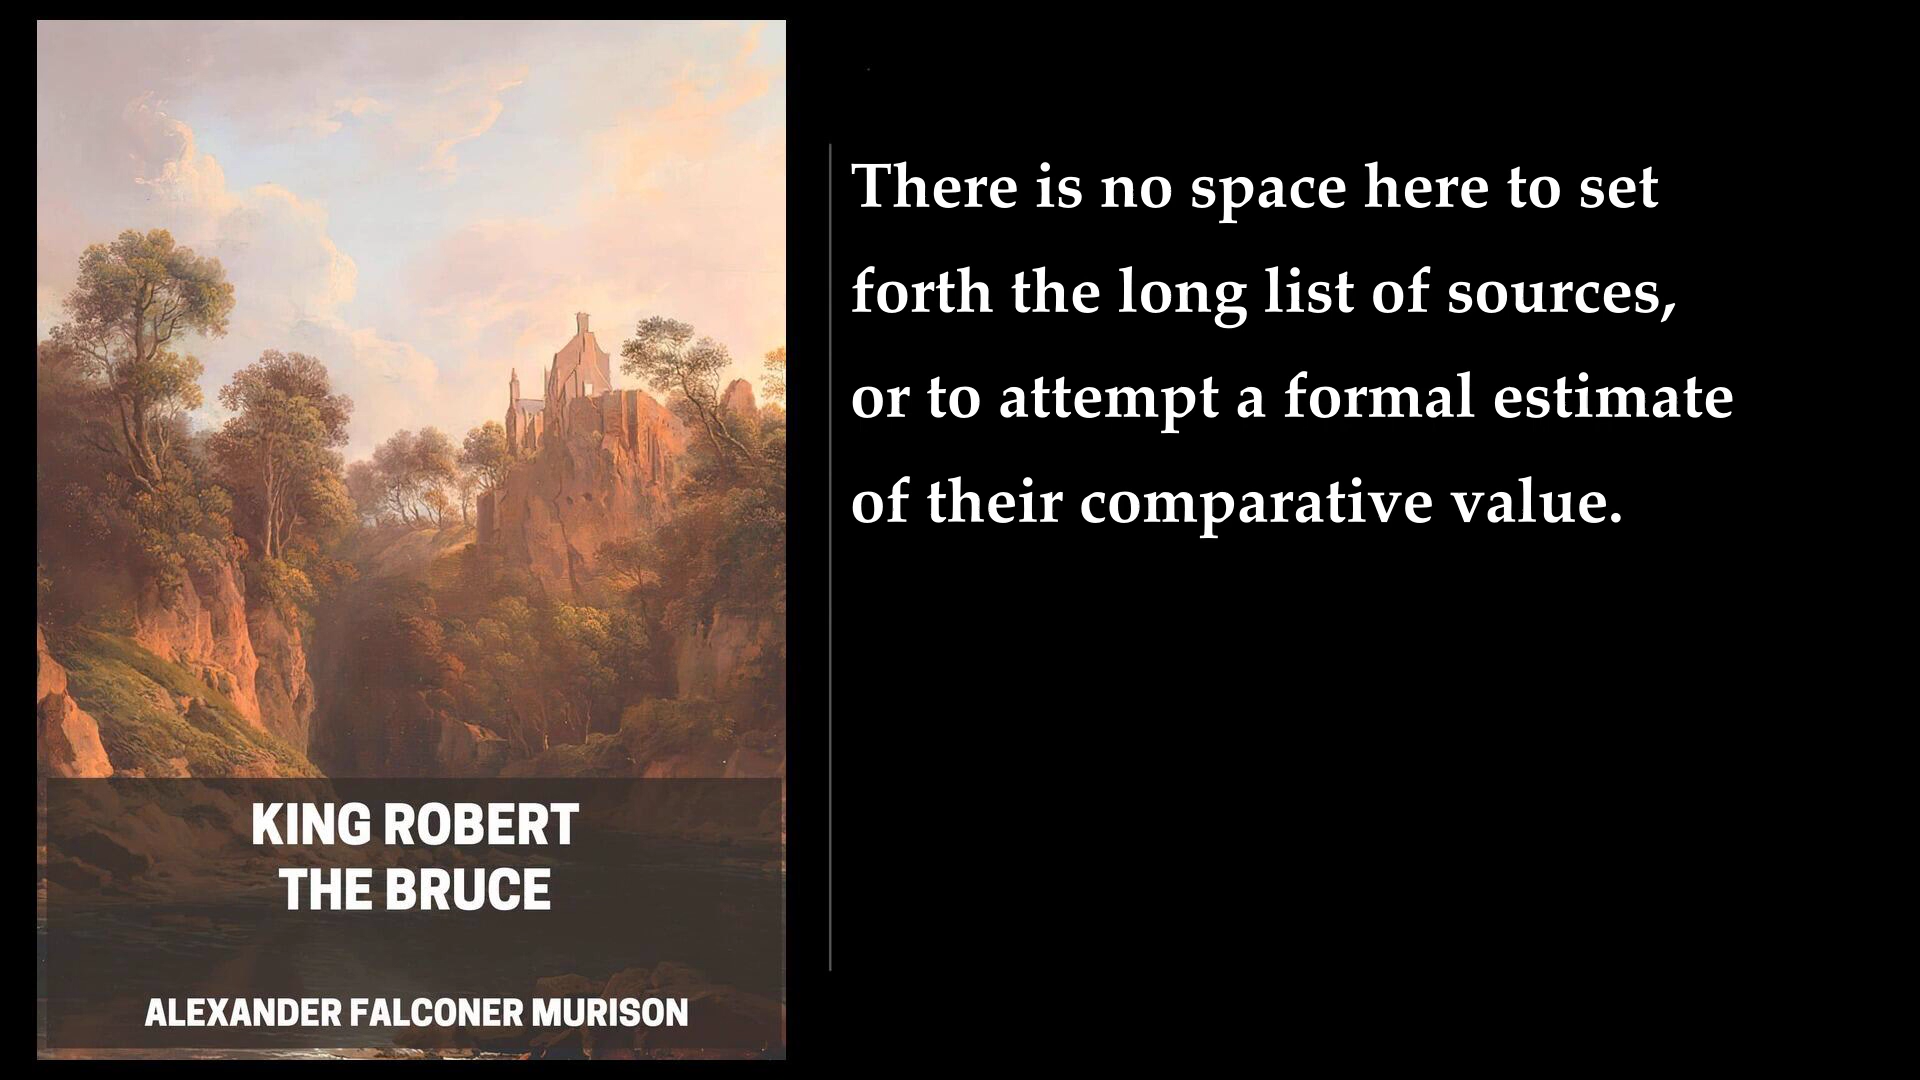 KING ROBERT
THE BRUCE
ALEXANDER FALCONER MURISON
There is no space here to set
forth the long list of sources,
or to attempt a formal estimate
of their comparative value.